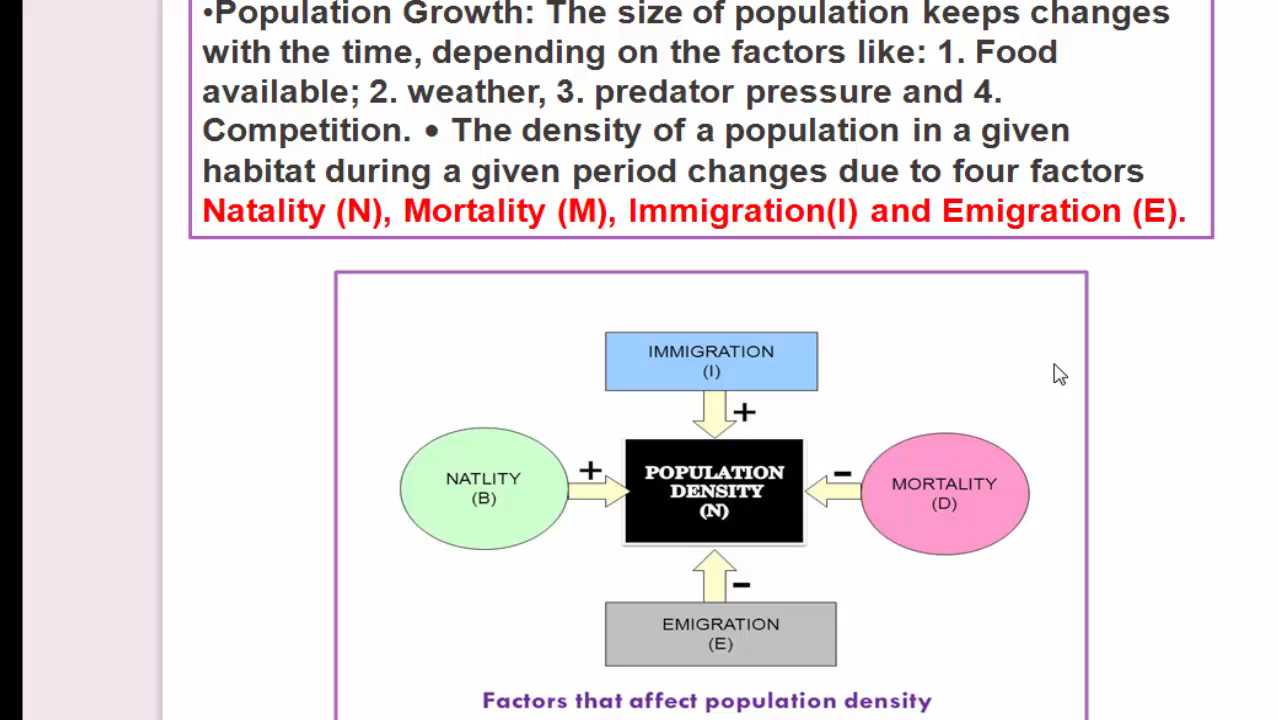 •Population Growth: The size of population keeps changes
with the time, depending on the factors like: 1. Food
available; 2. weather, 3. predator pressure and 4.
Competition. • The density of a population in a given
habitat during a given period changes due to four factors
Natality (N), Mortality (M), Immigration(I) and Emigration (E).
IMMIGRATION
(I)
+
NATLITY
(B)
+
POPULATION
DENSITY
(N)
–
MORTALITY
(D)
–
EMIGRATION
(E)
Factors that affect population density